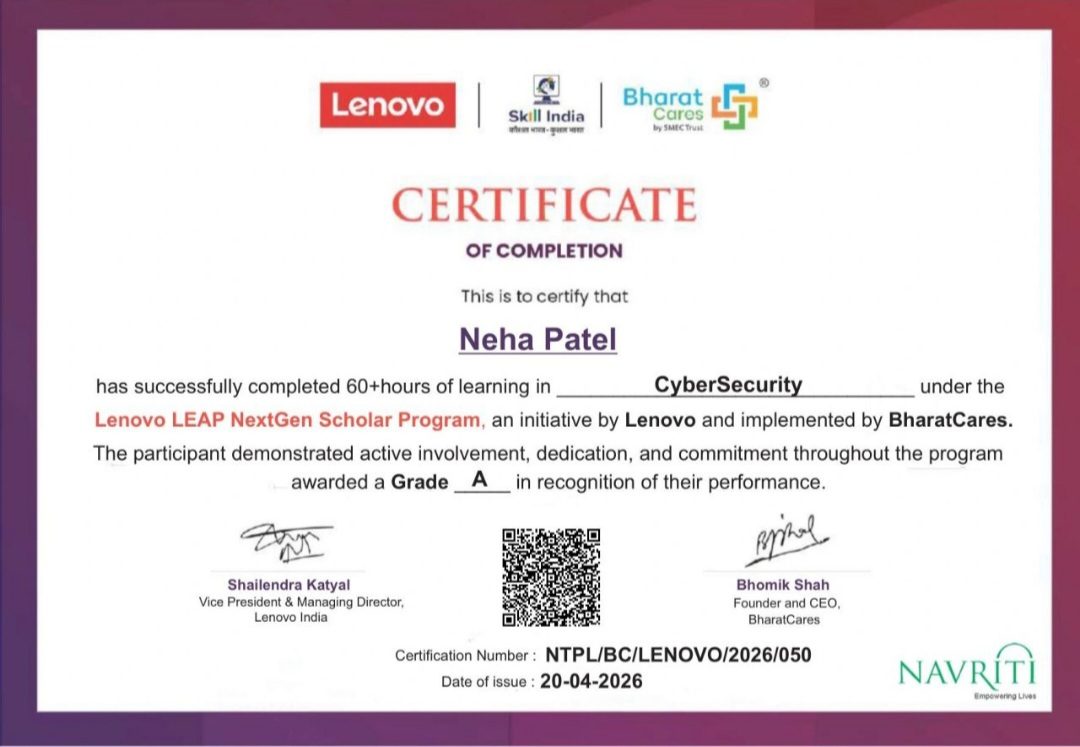 Lenovo
Skill India
कौशल भारत - कुशल भारत
Bharat
Cares
by SMEC Trust
®
CERTIFICATE
OF COMPLETION
This is to certify that
Neha Patel
has successfully completed 60+hours of learning in CyberSecurity under the
Lenovo LEAP NextGen Scholar Program, an initiative by Lenovo and implemented by BharatCares.
The participant demonstrated active involvement, dedication, and commitment throughout the program
awarded a Grade A in recognition of their performance.
Shailendra Katyal
Vice President & Managing Director,
Lenovo India
Bhomik Shah
Founder and CEO,
BharatCares
Certification Number : NTPL/BC/LENOVO/2026/050
Date of issue : 20-04-2026
NAVRITI
Empowering Lives